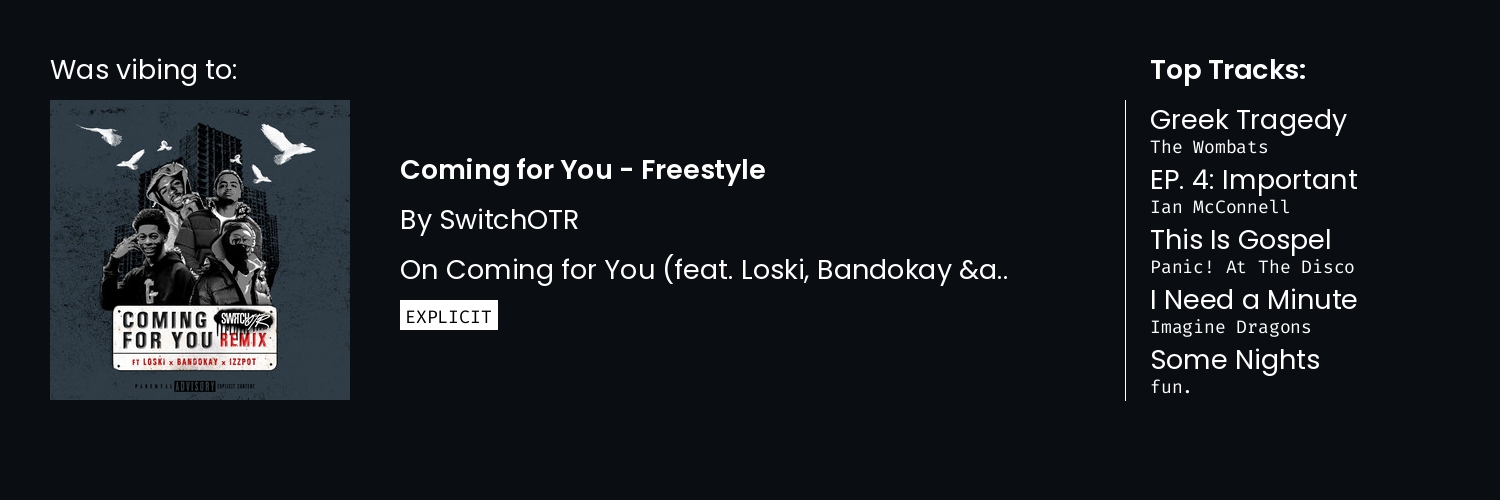 Was vibing to:
COMING SWITCHOTR
FOR YOU REMIX
FT LOSKI x BANDOKAY x IZZPOT
PARENTAL ADVISORY EXPLICIT CONTENT
Coming for You - Freestyle
By SwitchOTR
On Coming for You (feat. Loski, Bandokay &a..
EXPLICIT
Top Tracks:
Greek Tragedy
The Wombats
EP. 4: Important
Ian McConnell
This Is Gospel
Panic! At The Disco
I Need a Minute
Imagine Dragons
Some Nights
fun.